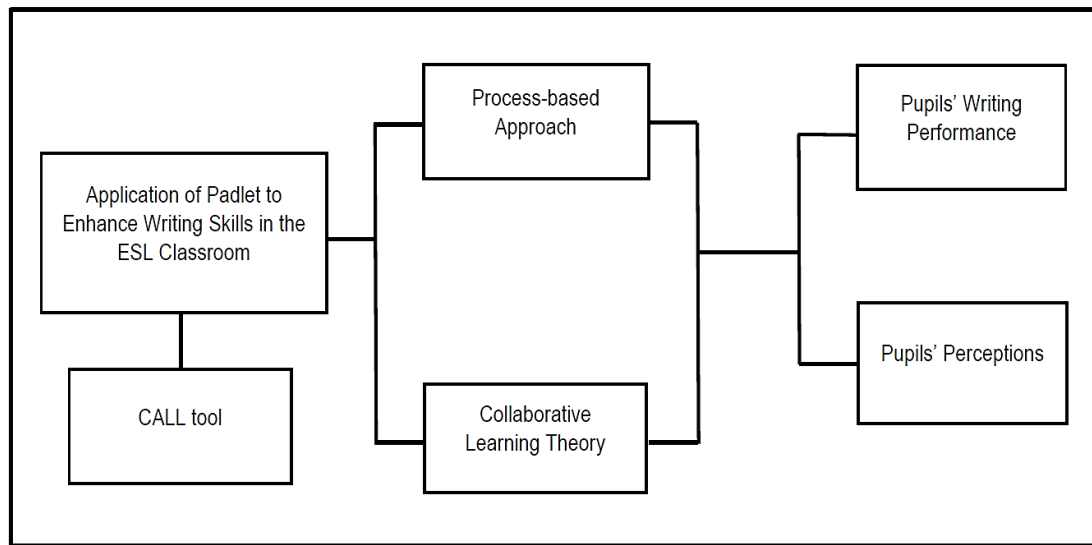 Application of Padlet to
Enhance Writing Skills in the
ESL Classroom
CALL tool
Process-based
Approach
Collaborative
Learning Theory
Pupils' Writing
Performance
Pupils' Perceptions